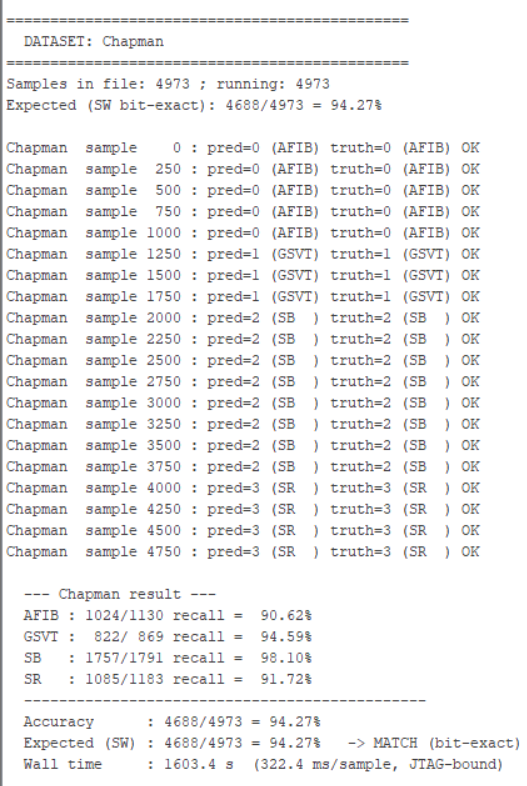 ==============================================
  DATASET: Chapman
==============================================
Samples in file: 4973 ; running: 4973
Expected (SW bit-exact): 4688/4973 = 94.27%

Chapman  sample    0 : pred=0 (AFIB) truth=0 (AFIB) OK
Chapman  sample  250 : pred=0 (AFIB) truth=0 (AFIB) OK
Chapman  sample  500 : pred=0 (AFIB) truth=0 (AFIB) OK
Chapman  sample  750 : pred=0 (AFIB) truth=0 (AFIB) OK
Chapman  sample 1000 : pred=0 (AFIB) truth=0 (AFIB) OK
Chapman  sample 1250 : pred=1 (GSVT) truth=1 (GSVT) OK
Chapman  sample 1500 : pred=1 (GSVT) truth=1 (GSVT) OK
Chapman  sample 1750 : pred=1 (GSVT) truth=1 (GSVT) OK
Chapman  sample 2000 : pred=2 (SB  ) truth=2 (SB  ) OK
Chapman  sample 2250 : pred=2 (SB  ) truth=2 (SB  ) OK
Chapman  sample 2500 : pred=2 (SB  ) truth=2 (SB  ) OK
Chapman  sample 2750 : pred=2 (SB  ) truth=2 (SB  ) OK
Chapman  sample 3000 : pred=2 (SB  ) truth=2 (SB  ) OK
Chapman  sample 3250 : pred=2 (SB  ) truth=2 (SB  ) OK
Chapman  sample 3500 : pred=2 (SB  ) truth=2 (SB  ) OK
Chapman  sample 3750 : pred=2 (SB  ) truth=2 (SB  ) OK
Chapman  sample 4000 : pred=3 (SR  ) truth=3 (SR  ) OK
Chapman  sample 4250 : pred=3 (SR  ) truth=3 (SR  ) OK
Chapman  sample 4500 : pred=3 (SR  ) truth=3 (SR  ) OK
Chapman  sample 4750 : pred=3 (SR  ) truth=3 (SR  ) OK

  --- Chapman result ---
  AFIB : 1024/1130 recall =  90.62%
  GSVT :  822/ 869 recall =  94.59%
  SB   : 1757/1791 recall =  98.10%
  SR   : 1085/1183 recall =  91.72%
  ----------------------------------------------
  Accuracy      : 4688/4973 = 94.27%
  Expected (SW) : 4688/4973 = 94.27%   -> MATCH (bit-exact)
  Wall time     : 1603.4 s  (322.4 ms/sample, JTAG-bound)